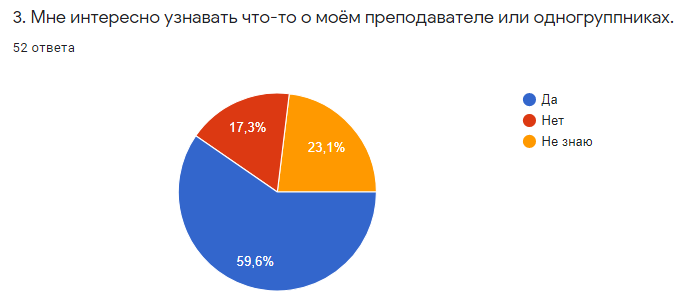 3. Мне интересно узнавать что-то о моём преподавателе или одногруппниках.
52 ответа
Да
Нет
Не знаю
17,3%
23,1%
59,6%